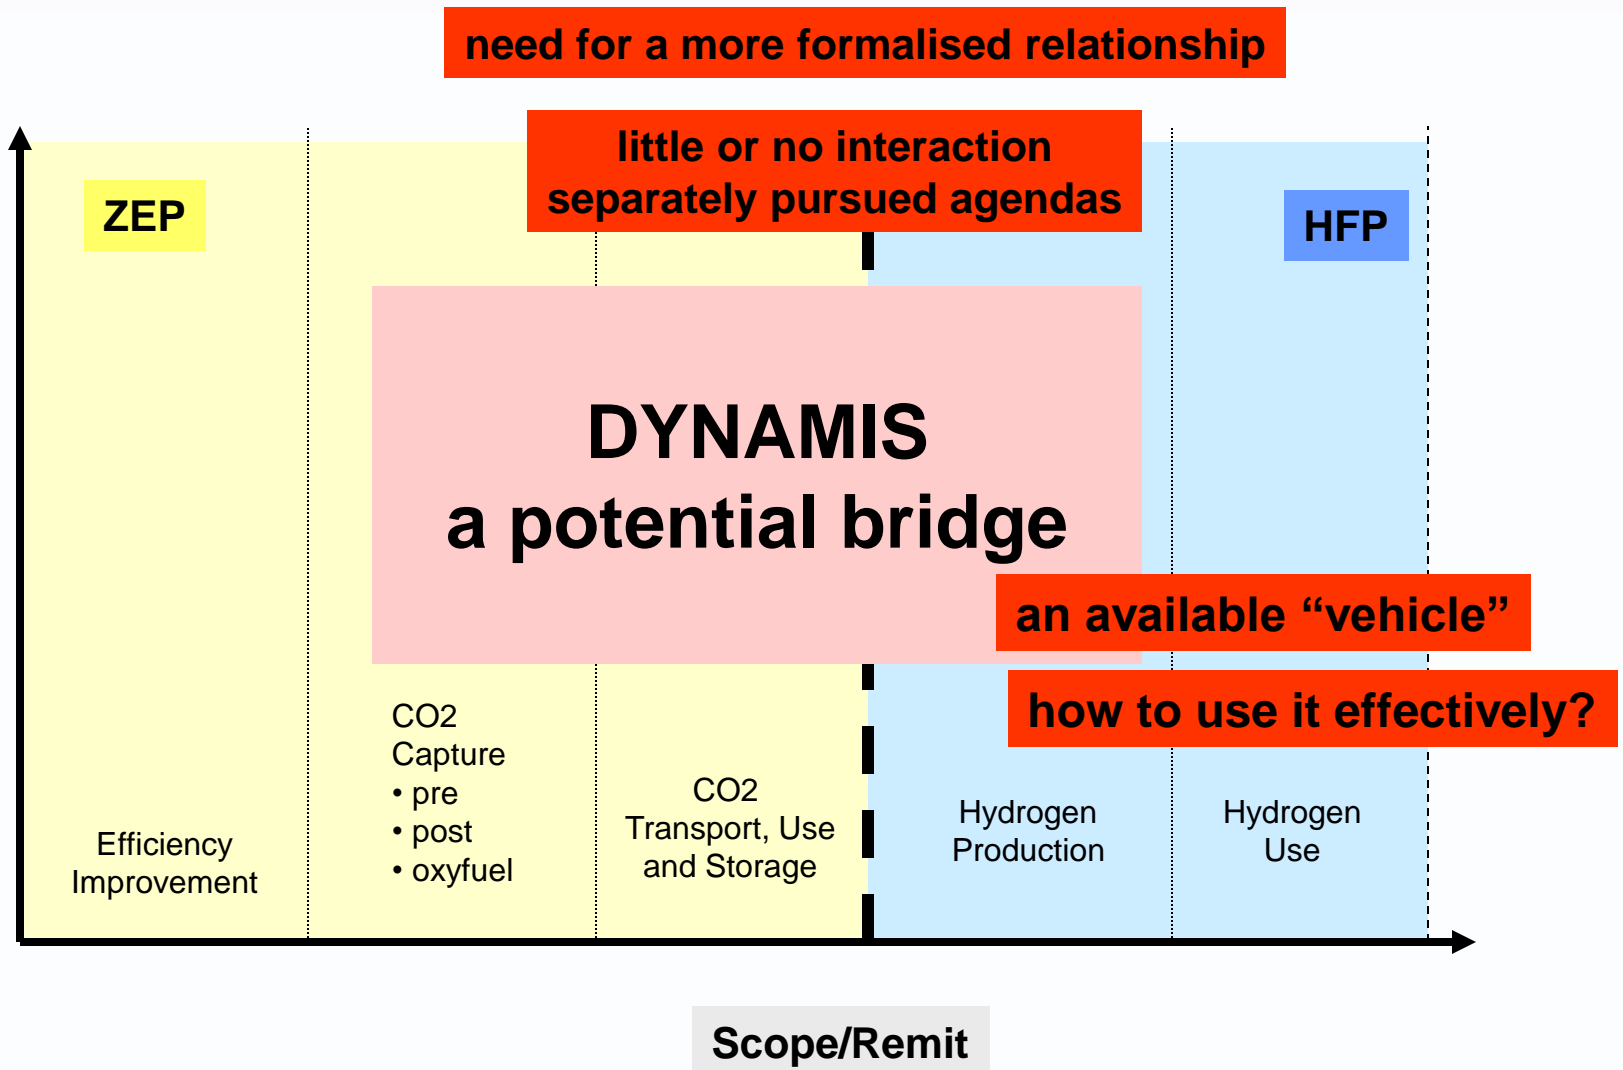 need for a more formalised relationship
little or no interaction
separately pursued agendas
ZEP
HFP
DYNAMIS
a potential bridge
an available “vehicle”
how to use it effectively?
Efficiency
Improvement
CO2
Capture
• pre
• post
• oxyfuel
CO2
Transport, Use
and Storage
Hydrogen
Production
Hydrogen
Use
Scope/Remit